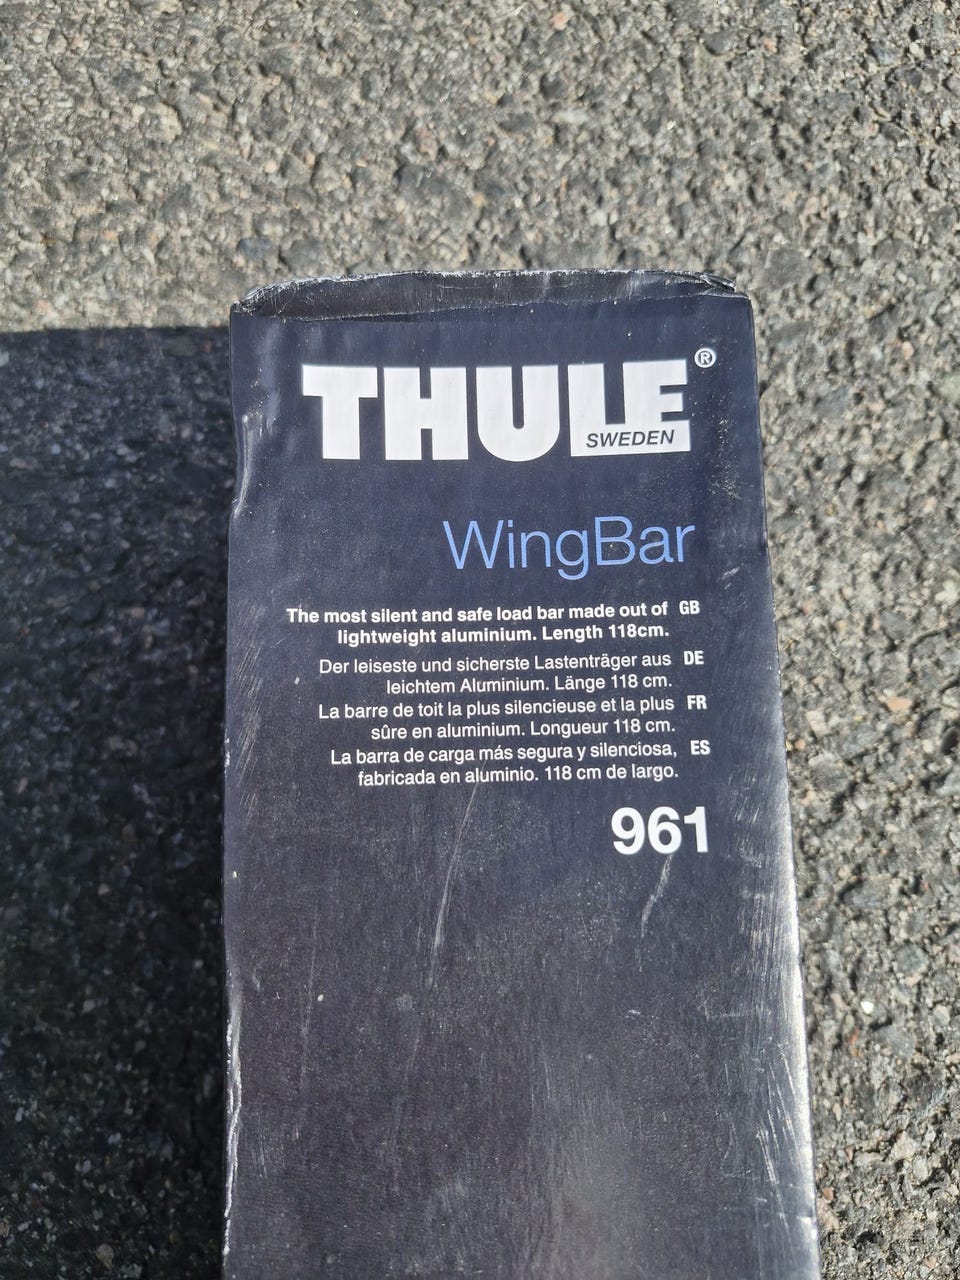 THULE®
SWEDEN
WingBar
The most silent and safe load bar made out of GB
lightweight aluminium. Length 118cm.
Der leiseste und sicherste Lastenträger aus DE
leichtem Aluminium. Länge 118 cm.
La barre de toit la plus silencieuse et la plus FR
sûre en aluminium. Longueur 118 cm.
La barra de carga más segura y silenciosa, ES
fabricada en aluminio. 118 cm de largo.
961